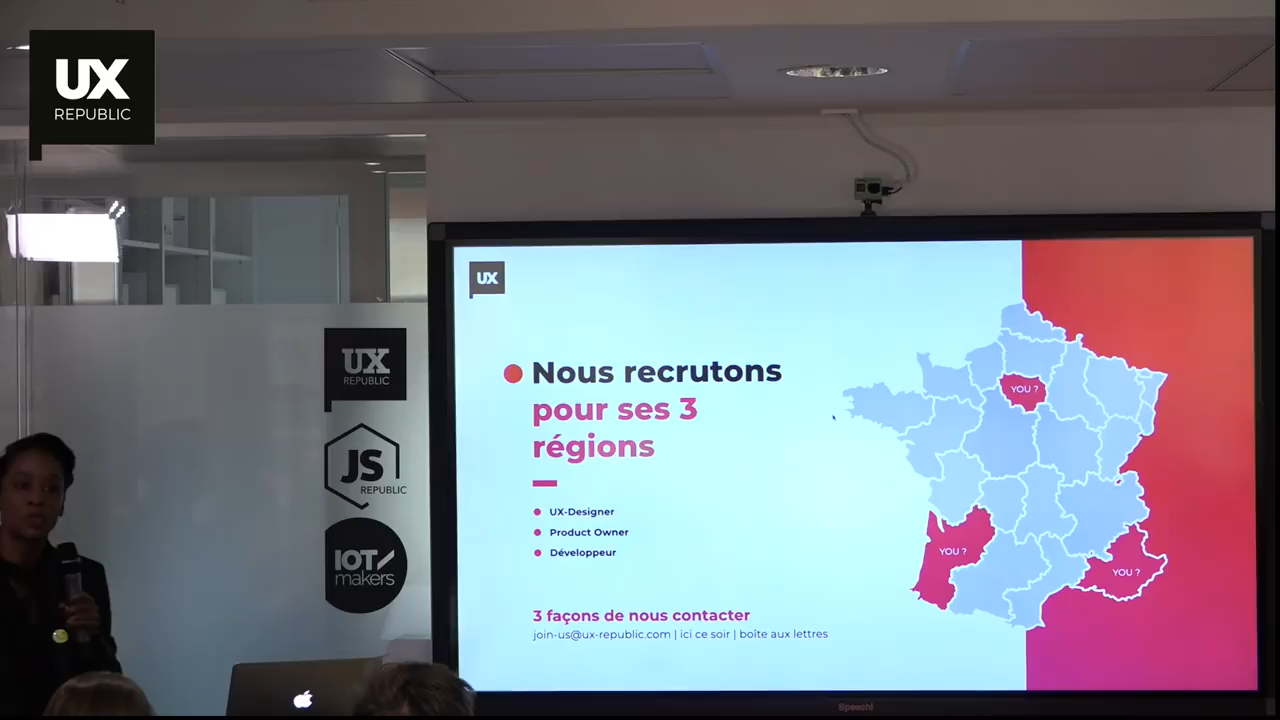 UX
REPUBLIC
UX
REPUBLIC
JS
REPUBLIC
IOT/
makers
UX
Nous recrutons
pour ses 3
régions
UX-Designer
Product Owner
Développeur
3 façons de nous contacter
join-us@ux-republic.com | ici ce soir | boîte aux lettres
YOU ?
YOU ?
YOU ?
Speechi